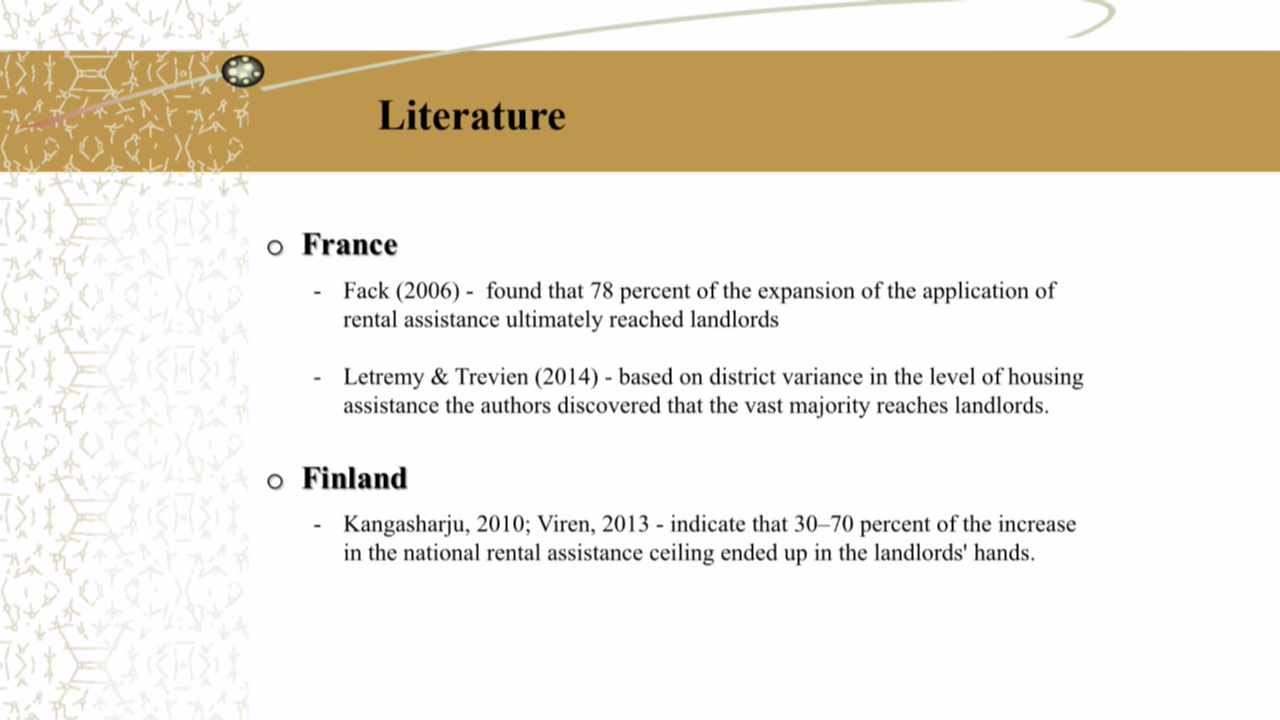 Literature
o France
- Fack (2006) - found that 78 percent of the expansion of the application of
rental assistance ultimately reached landlords
- Letremy & Trevien (2014) - based on district variance in the level of housing
assistance the authors discovered that the vast majority reaches landlords.
o Finland
- Kangasharju, 2010; Viren, 2013 - indicate that 30–70 percent of the increase
in the national rental assistance ceiling ended up in the landlords' hands.